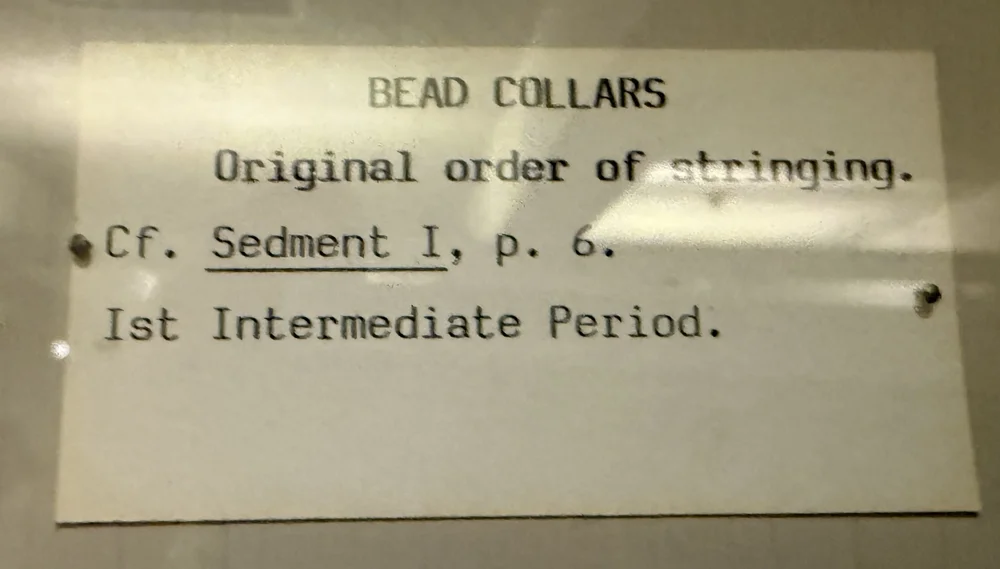 BEAD COLLARS
Original order of stringing.
Cf. Sedment I, p. 6.
Ist Intermediate Period.